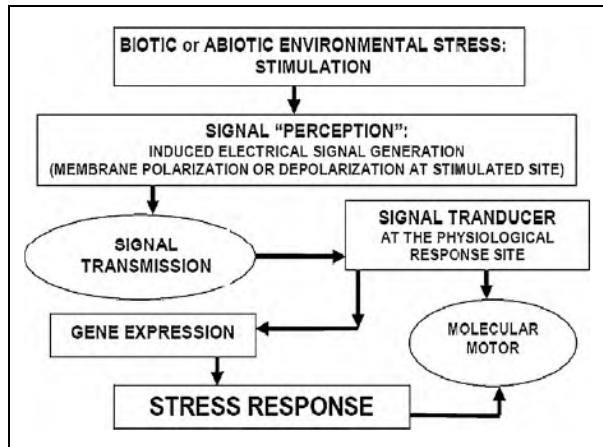 BIOTIC or ABIOTIC ENVIRONMENTAL STRESS:
STIMULATION
SIGNAL “PERCEPTION”:
INDUCED ELECTRICAL SIGNAL GENERATION
(MEMBRANE POLARIZATION OR DEPOLARIZATION AT STIMULATED SITE)
SIGNAL
TRANSMISSION
SIGNAL TRANDUCER
AT THE PHYSIOLOGICAL
RESPONSE SITE
GENE EXPRESSION
MOLECULAR
MOTOR
STRESS RESPONSE